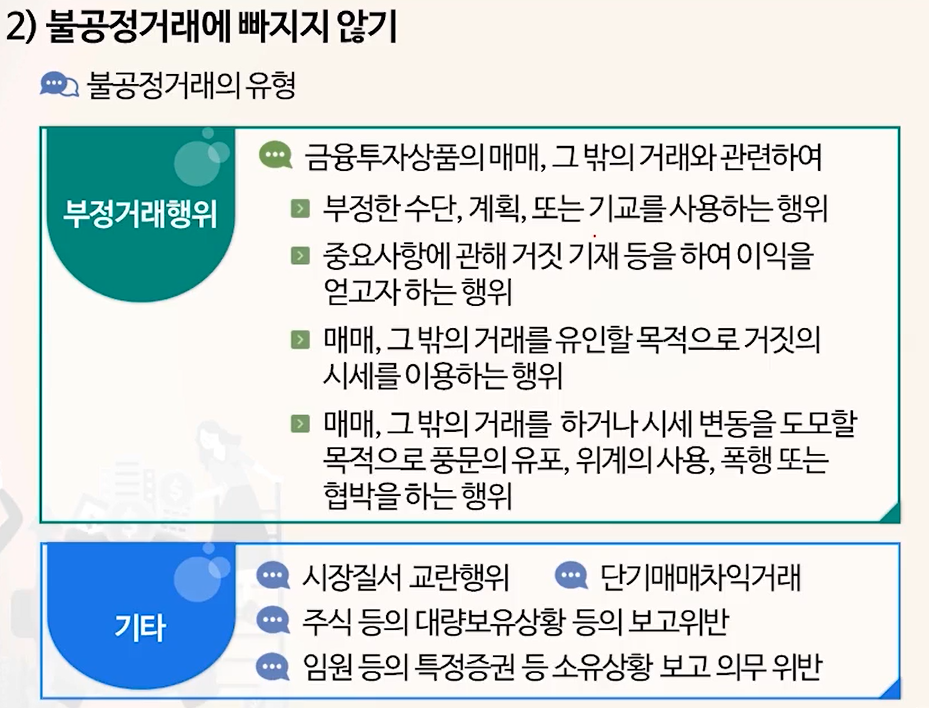 2) 불공정거래에 빠지지 않기
불공정거래의 유형
부정거래행위
금융투자상품의 매매, 그 밖의 거래와 관련하여
부정한 수단, 계획, 또는 기교를 사용하는 행위
중요사항에 관해 거짓 기재 등을 하여 이익을
얻고자 하는 행위
매매, 그 밖의 거래를 유인할 목적으로 거짓의
시세를 이용하는 행위
매매, 그 밖의 거래를 하거나 시세 변동을 도모할
목적으로 풍문의 유포, 위계의 사용, 폭행 또는
협박을 하는 행위
기타
시장질서 교란행위 단기매매차익거래
주식 등의 대량보유상황 등의 보고위반
임원 등의 특정증권 등 소유상황 보고 의무 위반